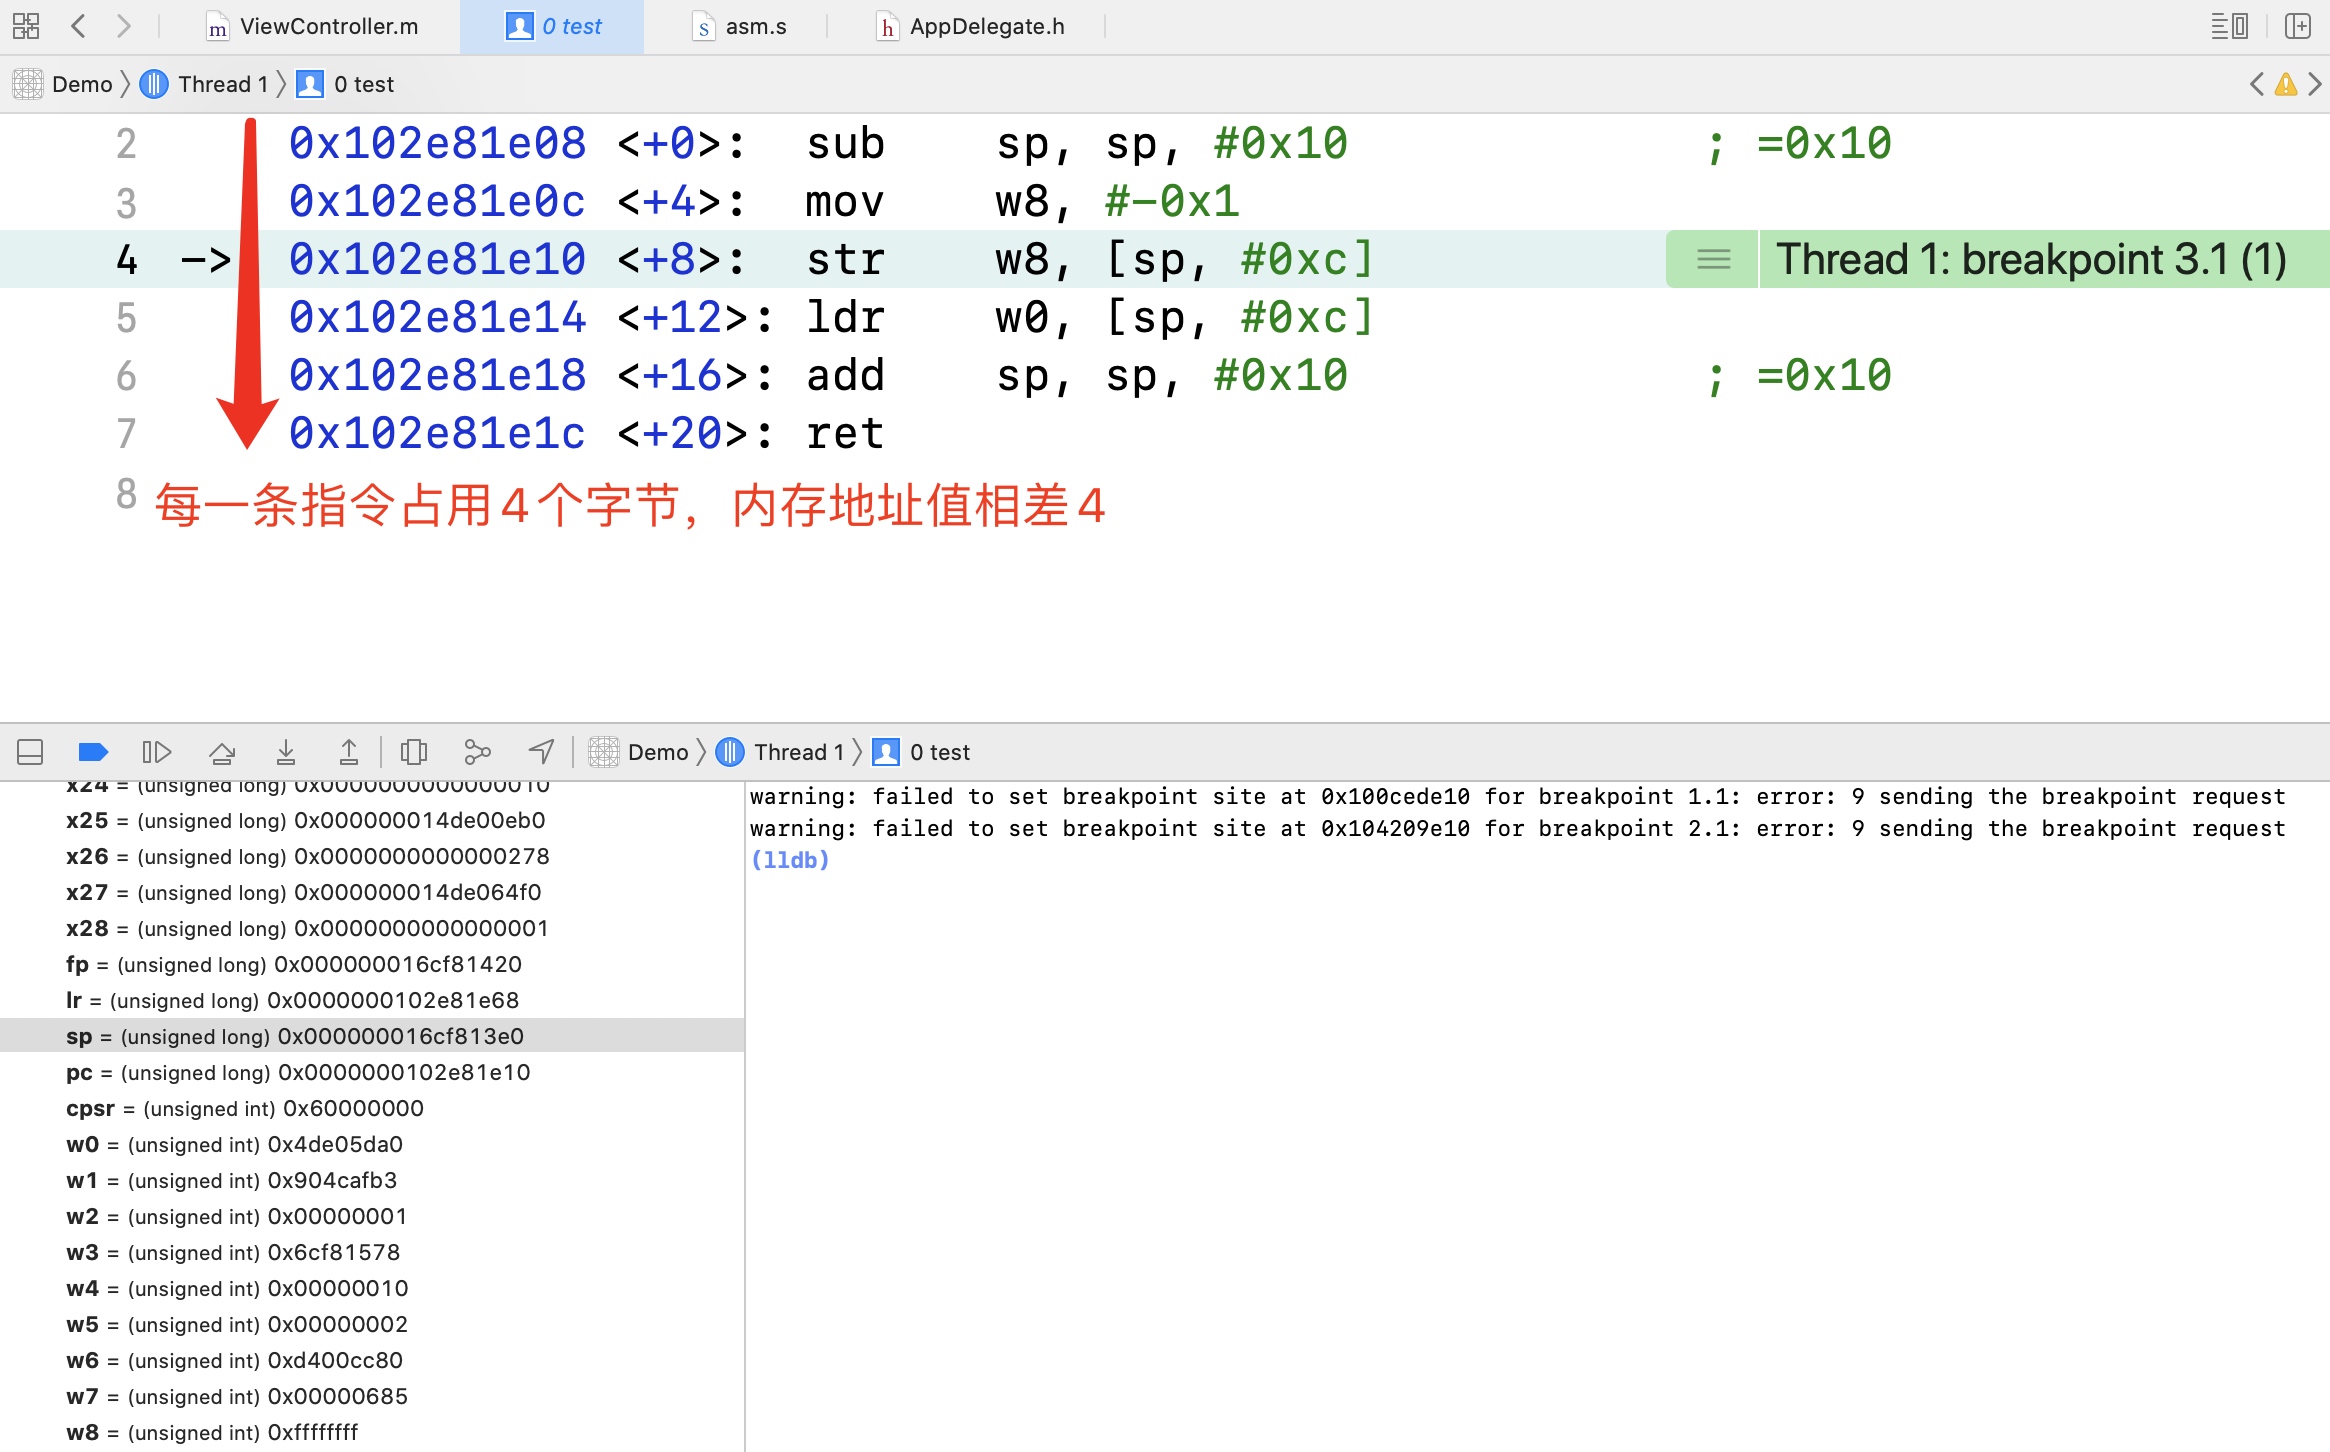 ViewController.m 0 test asm.s AppDelegate.h
Demo Thread 1 0 test
2 0x102e81e08 <+0>: sub sp, sp, #0x10 ; =0x10
3 0x102e81e0c <+4>: mov w8, #-0x1
4 -> 0x102e81e10 <+8>: str w8, [sp, #0xc] Thread 1: breakpoint 3.1 (1)
5 0x102e81e14 <+12>: ldr w0, [sp, #0xc]
6 0x102e81e18 <+16>: add sp, sp, #0x10 ; =0x10
7 0x102e81e1c <+20>: ret
8
每一条指令占用4个字节，内存地址值相差4
Demo Thread 1 0 test
x24 = (unsigned long) 0x0000000000000010
x25 = (unsigned long) 0x000000014de00eb0
x26 = (unsigned long) 0x0000000000000278
x27 = (unsigned long) 0x000000014de064f0
x28 = (unsigned long) 0x0000000000000001
fp = (unsigned long) 0x000000016cf81420
lr = (unsigned long) 0x0000000102e81e68
sp = (unsigned long) 0x000000016cf813e0
pc = (unsigned long) 0x0000000102e81e10
cpsr = (unsigned int) 0x60000000
w0 = (unsigned int) 0x4de05da0
w1 = (unsigned int) 0x904cafb3
w2 = (unsigned int) 0x00000001
w3 = (unsigned int) 0x6cf81578
w4 = (unsigned int) 0x00000010
w5 = (unsigned int) 0x00000002
w6 = (unsigned int) 0xd400cc80
w7 = (unsigned int) 0x00000685
w8 = (unsigned int) 0xffffffff
warning: failed to set breakpoint site at 0x100cede10 for breakpoint 1.1: error: 9 sending the breakpoint request
warning: failed to set breakpoint site at 0x104209e10 for breakpoint 2.1: error: 9 sending the breakpoint request
(lldb)